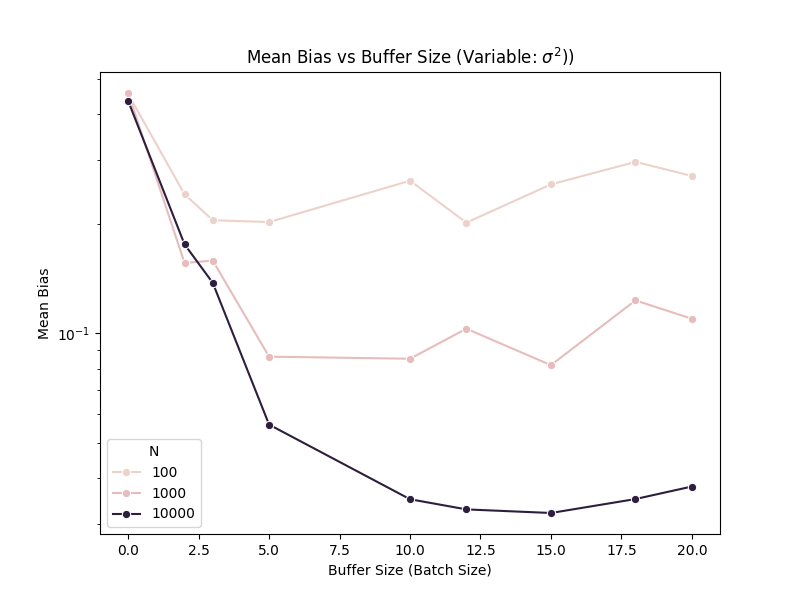 Mean Bias vs Buffer Size (Variable: σ²))
Mean Bias
10⁻¹
N
100
1000
10000
0.0 2.5 5.0 7.5 10.0 12.5 15.0 17.5 20.0
Buffer Size (Batch Size)